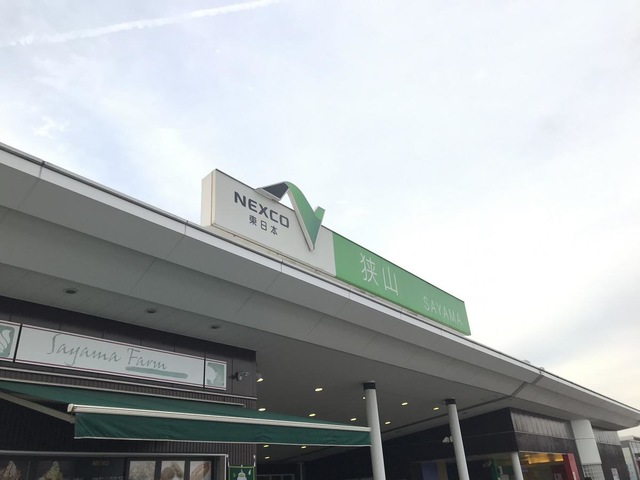 NEXCO
東日本
狭山
SAYAMA
Sayama Farm